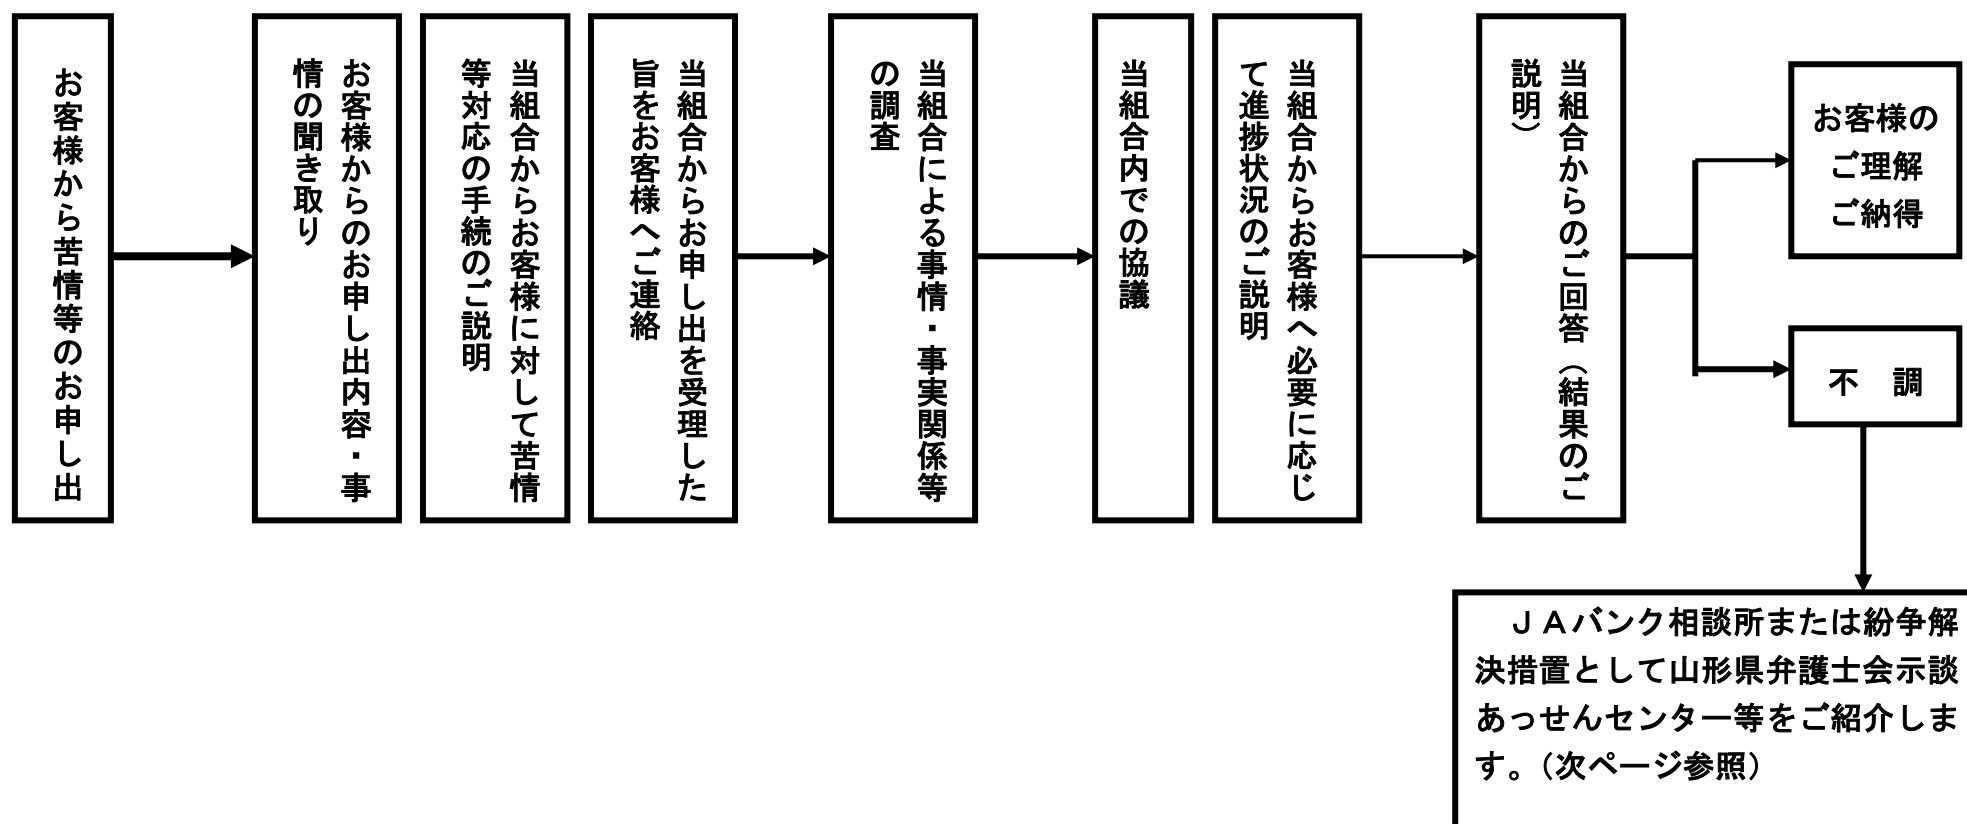 お客様から苦情等のお申し出
お客様からのお申し出内容・事
情の聞き取り
当組合からお客様に対して苦情
等対応の手続のご説明
当組合からお申し出を受理した
旨をお客様へご連絡
当組合による事情・事実関係等
の調査
当組合内での協議
当組合からお客様へ必要に応じ
て進捗状況のご説明
当組合からのご回答（結果のご
説明）
お客様の
ご理解
ご納得
不　調
ＪＡバンク相談所または紛争解
決措置として山形県弁護士会示談
あっせんセンター等をご紹介しま
す。（次ページ参照）